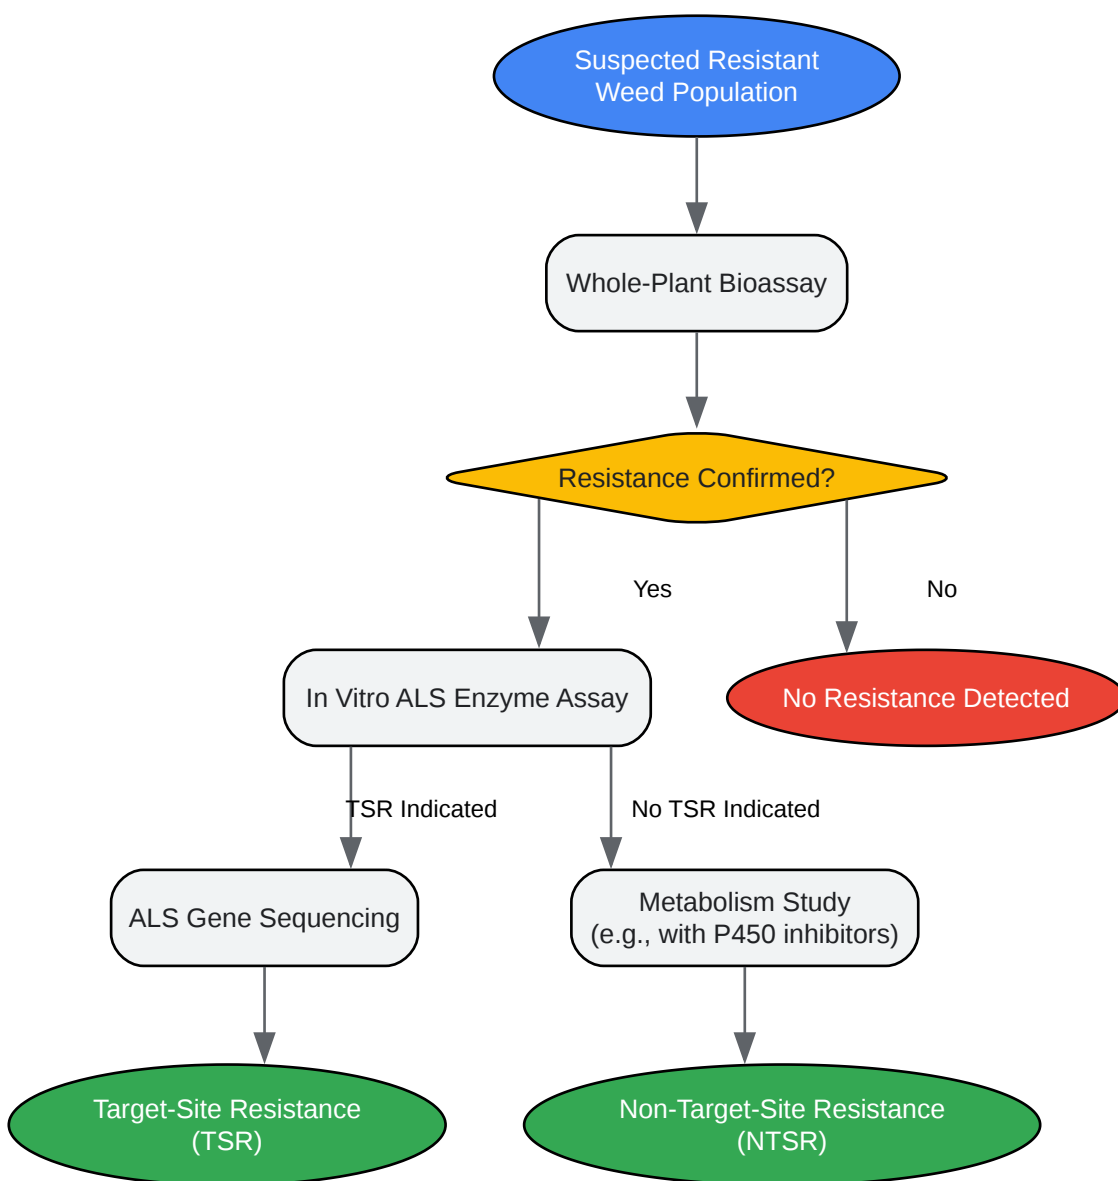 Suspected Resistant
Weed Population
Whole-Plant Bioassay
Resistance Confirmed?
Yes
No
In Vitro ALS Enzyme Assay
No Resistance Detected
TSR Indicated
No TSR Indicated
ALS Gene Sequencing
Metabolism Study
(e.g., with P450 inhibitors)
Target-Site Resistance
(TSR)
Non-Target-Site Resistance
(NTSR)